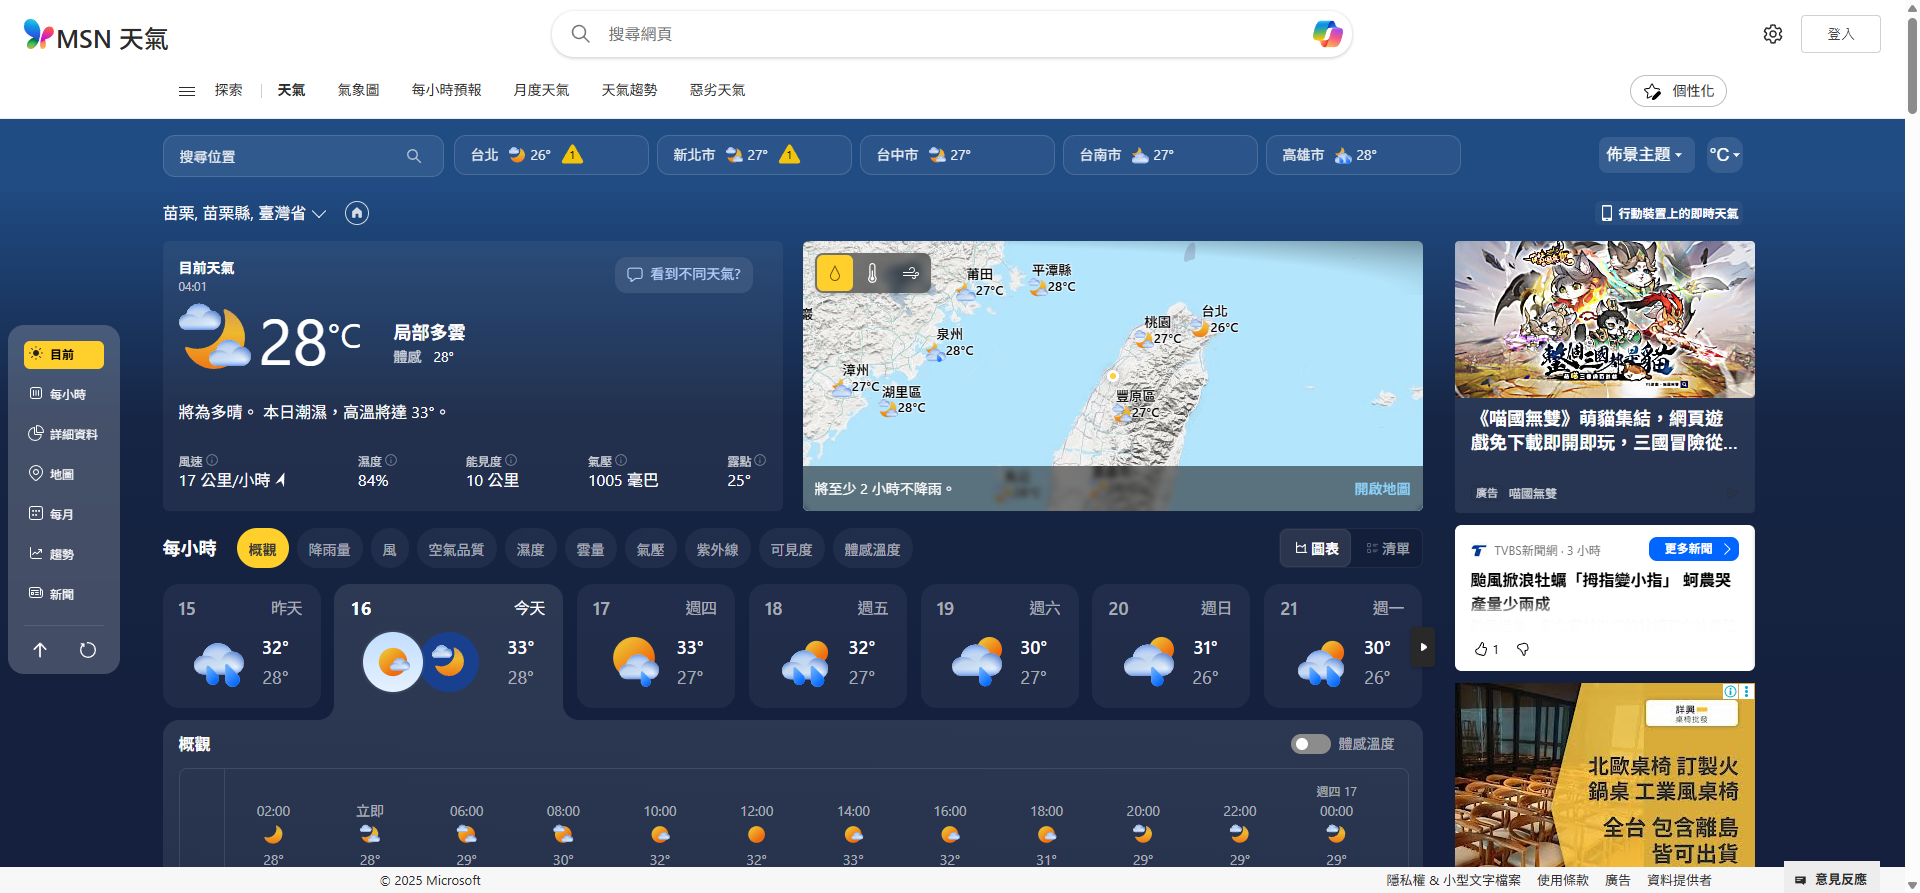 MSN 天氣
搜尋網頁
登入
探索
天氣
氣象圖
每小時預報
月度天氣
天氣趨勢
惡劣天氣
個性化
搜尋位置
台北 26° 1
新北市 27° 1
台中市 27°
台南市 27°
高雄市 28°
佈景主題
°C
苗栗, 苗栗縣, 臺灣省
行動裝置上的即時天氣
目前
每小時
詳細資料
地圖
每月
趨勢
新聞
目前天氣
04:01
看到不同天氣?
28°C
局部多雲
體感 28°
將為多晴。 本日潮濕，高溫將達 33°。
風速
17 公里/小時
濕度
84%
能見度
10 公里
氣壓
1005 毫巴
露點
25°
莆田
27°C
平潭縣
28°C
台北
26°C
桃園
27°C
泉州
28°C
漳州
27°C
湖里區
28°C
豐原區
27°C
將至少 2 小時不降雨。
開啟地圖
《喵國無雙》萌貓集結，網頁遊
戲免下載即開即玩，三國冒險從...
廣告 喵國無雙
整個三國都是貓
TVBS新聞網 · 3 小時
更多新聞
颱風掀浪牡蠣「拇指變小指」 蚵農哭
產量少兩成
1
詳興
桌椅批發
北歐桌椅 訂製火
鍋桌 工業風桌椅
全台 包含離島
皆可出貨
每小時
概觀
降雨量
風
空氣品質
濕度
雲量
氣壓
紫外線
可見度
體感溫度
圖表
清單
15 昨天
32°
28°
16 今天
33°
28°
17 週四
33°
27°
18 週五
32°
27°
19 週六
30°
27°
20 週日
31°
26°
21 週一
30°
26°
概觀
體感溫度
週四 17
02:00 立即 06:00 08:00 10:00 12:00 14:00 16:00 18:00 20:00 22:00 00:00
28° 28° 29° 30° 32° 32° 33° 32° 31° 29° 29° 29°
© 2025 Microsoft
隱私權 & 小型文字檔案
使用條款
廣告
資料提供者
意見反應